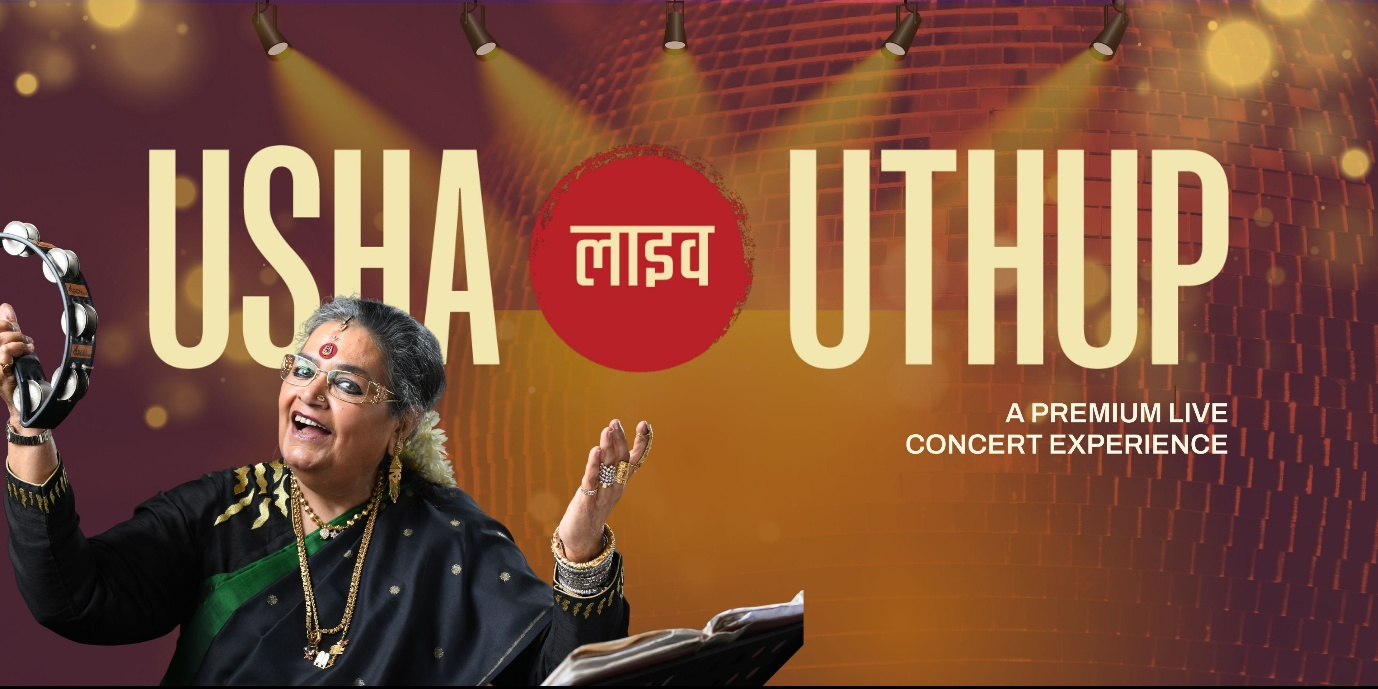 USHA लाइव UTHUP
A PREMIUM LIVE
CONCERT EXPERIENCE